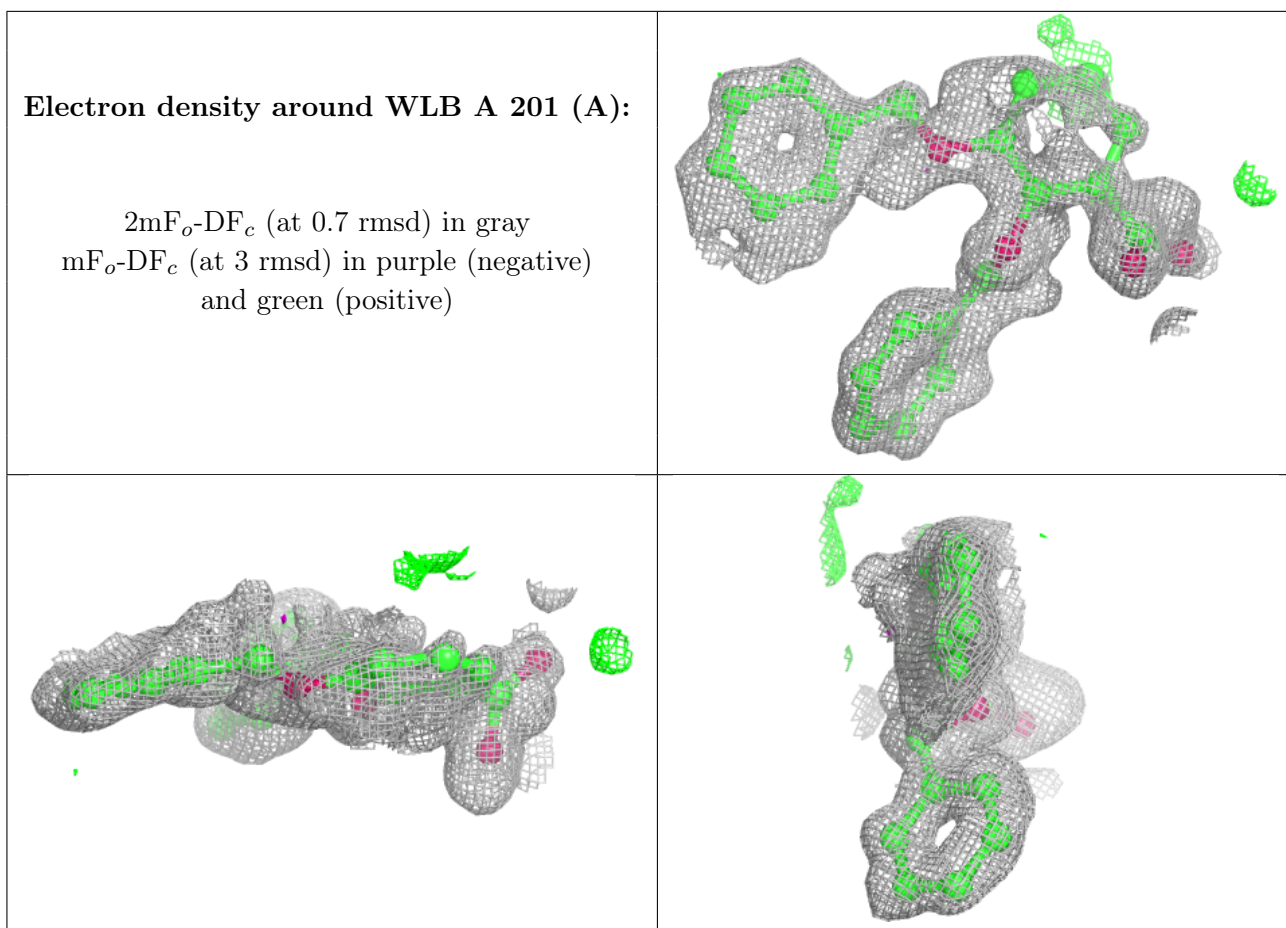 Electron density around WLB A 201 (A):
2mFo-DFc (at 0.7 rmsd) in gray
mFo-DFc (at 3 rmsd) in purple (negative)
and green (positive)